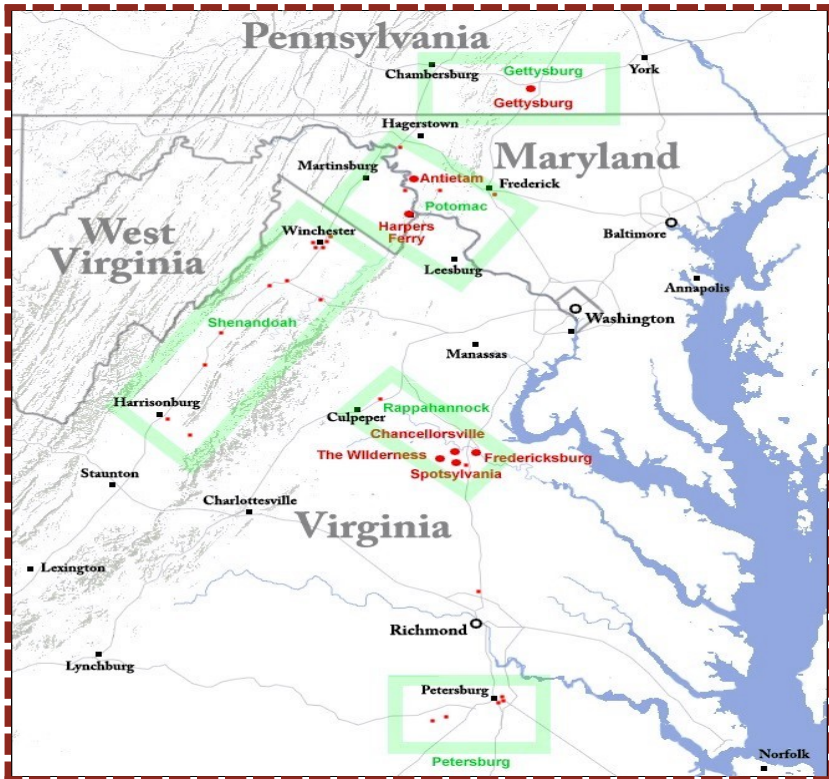 Pennsylvania
Chambersburg
Gettysburg
York
Gettysburg
Hagerstown
Maryland
Martinsburg
Antietam
Frederick
Potomac
West
Virginia
Winchester
Harpers
Ferry
Baltimore
Leesburg
Annapolis
Shenandoah
Washington
Manassas
Harrisonburg
Culpeper
Rappahannock
Chancellorsville
The Wilderness
Fredericksburg
Spotsylvania
Staunton
Charlottesville
Virginia
Lexington
Richmond
Lynchburg
Petersburg
Petersburg
Norfolk